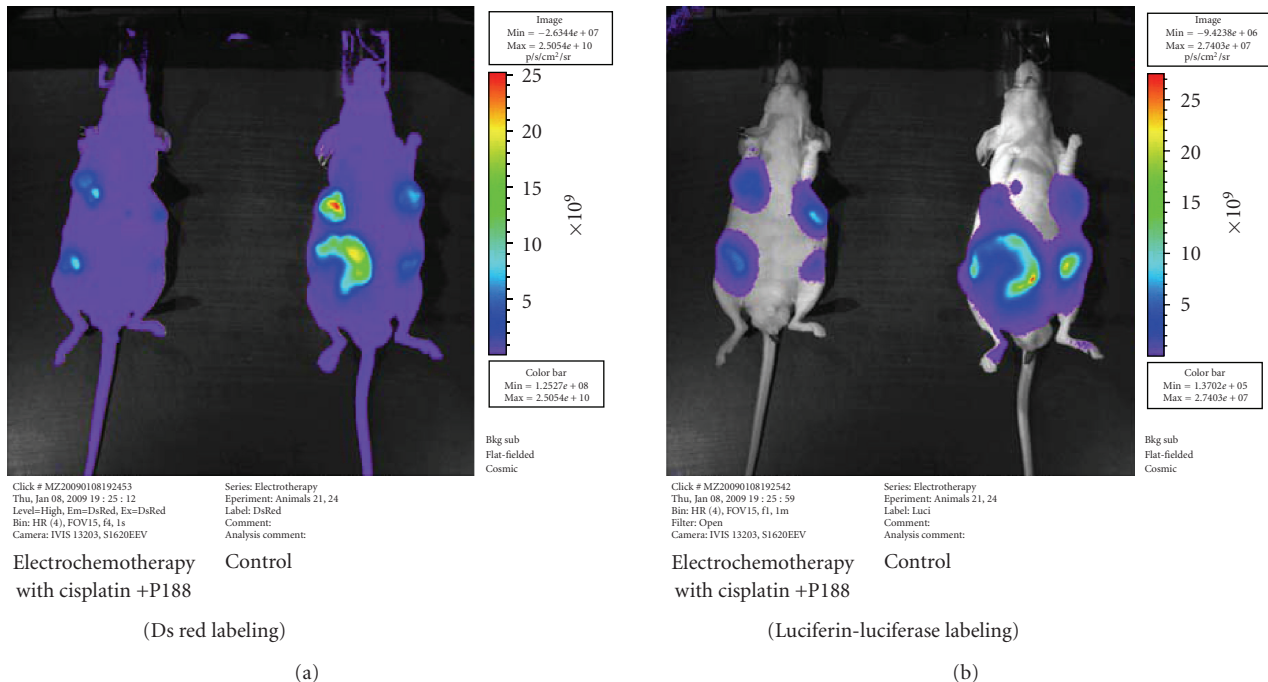 Image
Min = −2.6344e + 07
Max = 2.5054e + 10
p/s/cm²/sr
25
20
15
10
5
×10⁹
Color bar
Min = 1.2527e + 08
Max = 2.5054e + 10
Bkg sub
Flat-fielded
Cosmic
Click # MZ20090108192453
Thu, Jan 08, 2009 19 : 25 : 12
Level=High, Em=DsRed, Ex=DsRed
Bin: HR (4), FOV15, f4, 1s
Camera: IVIS 13203, S1620EEV
Series: Electrotherapy
Eperiment: Animals 21, 24
Label: DsRed
Comment:
Analysis comment:
Electrochemotherapy
with cisplatin +P188
Control
(Ds red labeling)
(a)
Image
Min = −9.4238e + 06
Max = 2.7403e + 07
p/s/cm²/sr
25
20
15
10
5
×10⁹
Color bar
Min = 1.3702e + 05
Max = 2.7403e + 07
Bkg sub
Flat-fielded
Cosmic
Click # MZ20090108192542
Thu, Jan 08, 2009 19 : 25 : 59
Bin: HR (4), FOV15, f1, 1m
Filter: Open
Camera: IVIS 13203, S1620EEV
Series: Electrotherapy
Eperiment: Animals 21, 24
Label: Luci
Comment:
Analysis comment:
Electrochemotherapy
with cisplatin +P188
Control
(Luciferin-luciferase labeling)
(b)